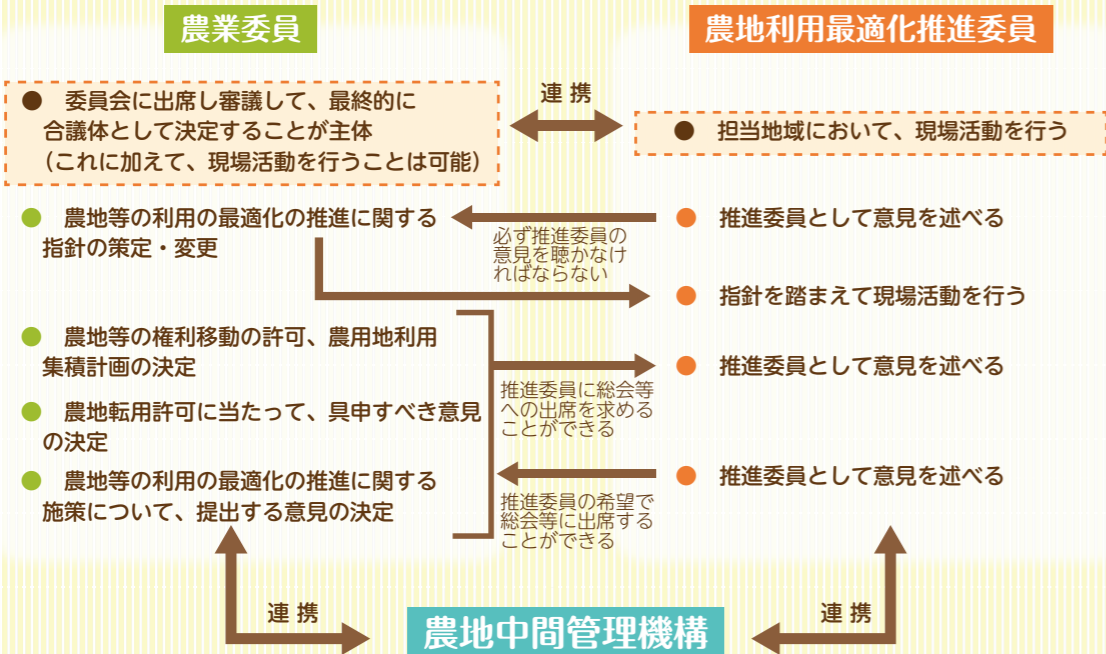 農業委員
農地利用最適化推進委員
● 委員会に出席し審議して、最終的に
合議体として決定することが主体
（これに加えて、現場活動を行うことは可能）
連 携
● 担当地域において、現場活動を行う
● 農地等の利用の最適化の推進に関する
指針の策定・変更
必ず推進委員の
意見を聴かなけ
ればならない
● 推進委員として意見を述べる
● 指針を踏まえて現場活動を行う
● 農地等の権利移動の許可、農用地利用
集積計画の決定
● 農地転用許可に当たって、具申すべき意見
の決定
● 農地等の利用の最適化の推進に関する
施策について、提出する意見の決定
推進委員に総会等
への出席を求める
ことができる
● 推進委員として意見を述べる
推進委員の希望で
総会等に出席する
ことができる
● 推進委員として意見を述べる
連 携
農地中間管理機構
連 携